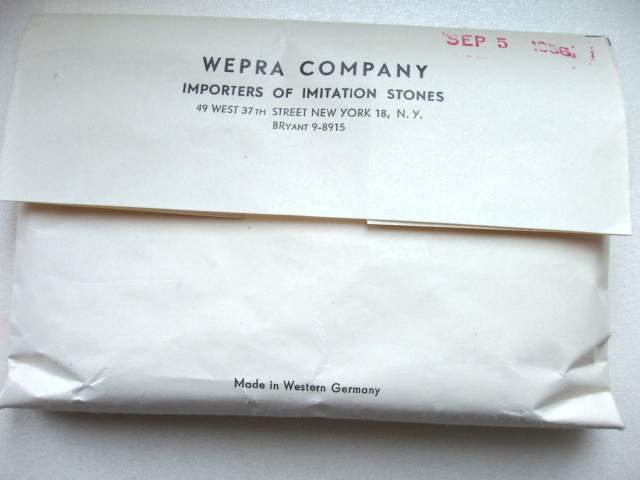 SEP 5 1956
WEPRA COMPANY
IMPORTERS OF IMITATION STONES
49 WEST 37TH STREET NEW YORK 18, N. Y.
BRYANT 9-8915
Made in Western Germany